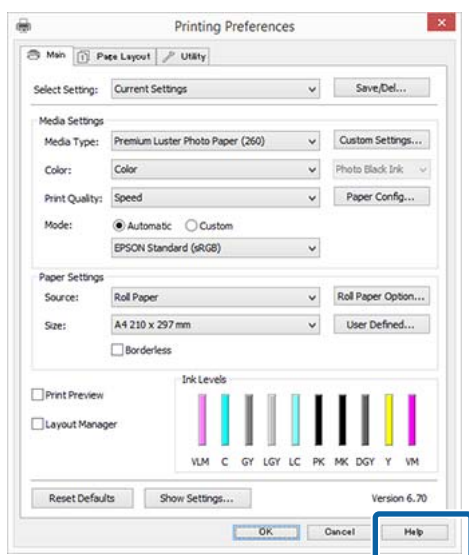 Printing Preferences
Main Page Layout Utility
Select Setting: Current Settings Save/Del...
Media Settings
Media Type: Premium Luster Photo Paper (260) Custom Settings...
Color: Color Photo Black Ink
Print Quality: Speed Paper Config...
Mode: Automatic Custom
EPSON Standard (sRGB)
Paper Settings
Source: Roll Paper Roll Paper Option...
Size: A4 210 x 297 mm User Defined...
Borderless
Ink Levels
Print Preview
Layout Manager
VLM C GY LGY LC PK MK DGY Y VM
Reset Defaults Show Settings... Version 6.70
OK Cancel Help